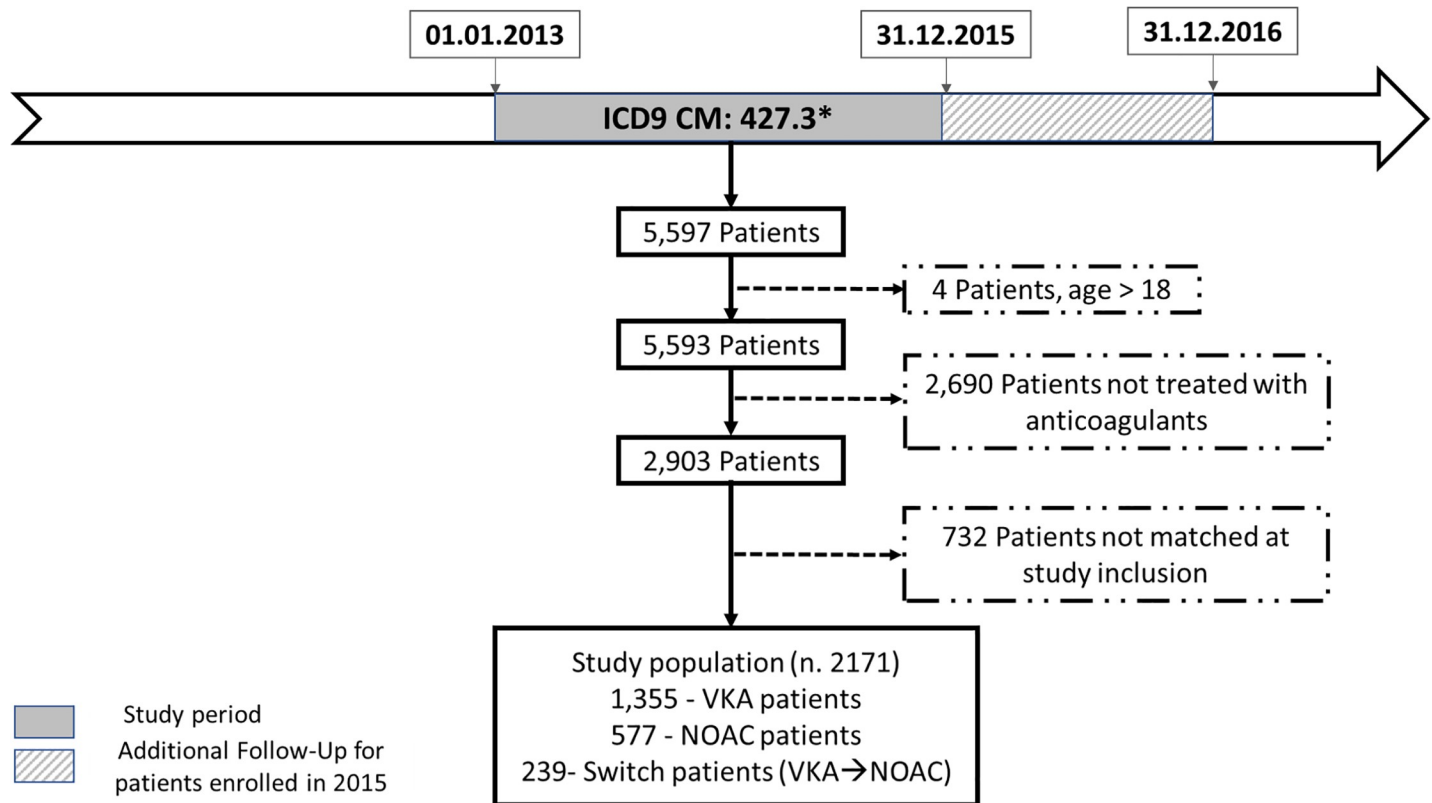 01.01.2013
31.12.2015
31.12.2016
ICD9 CM: 427.3*
5,597 Patients
4 Patients, age > 18
5,593 Patients
2,690 Patients not treated with
anticoagulants
2,903 Patients
732 Patients not matched at
study inclusion
Study population (n. 2171)
1,355 - VKA patients
577 - NOAC patients
239- Switch patients (VKA→NOAC)
Study period
Additional Follow-Up for
patients enrolled in 2015